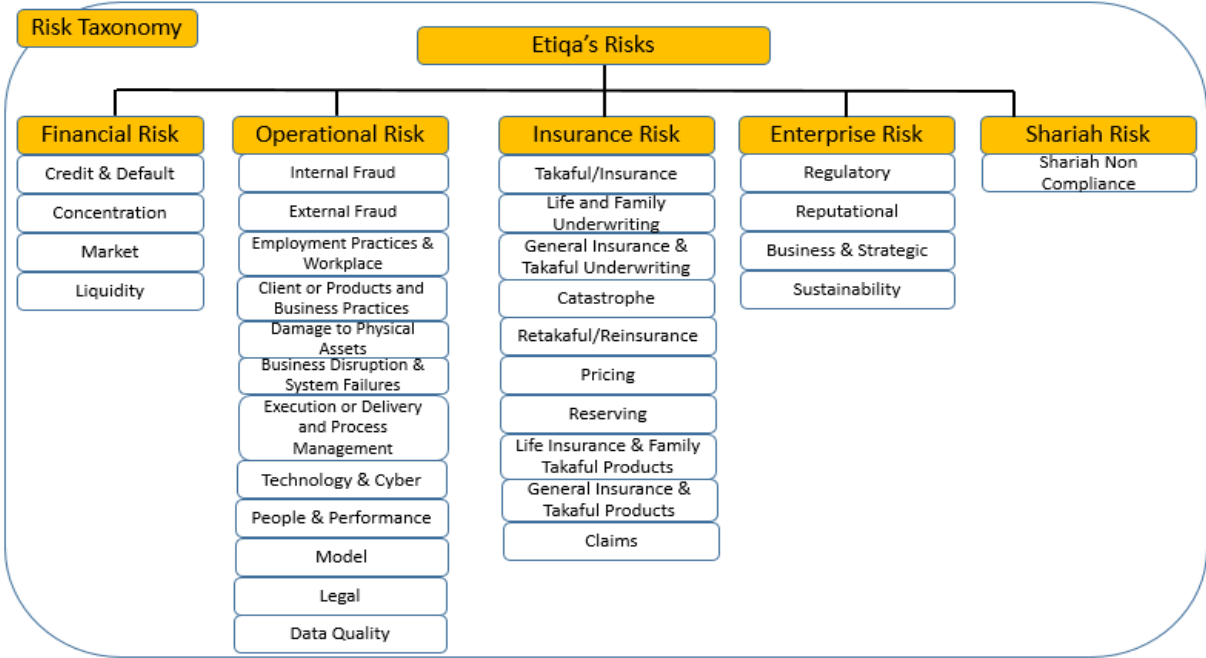 Risk Taxonomy
Etiqa's Risks
Financial Risk
Credit & Default
Concentration
Market
Liquidity
Operational Risk
Internal Fraud
External Fraud
Employment Practices &
Workplace
Client or Products and
Business Practices
Damage to Physical
Assets
Business Disruption &
System Failures
Execution or Delivery
and Process
Management
Technology & Cyber
People & Performance
Model
Legal
Data Quality
Insurance Risk
Takaful/Insurance
Life and Family
Underwriting
General Insurance &
Takaful Underwriting
Catastrophe
Retakaful/Reinsurance
Pricing
Reserving
Life Insurance & Family
Takaful Products
General Insurance &
Takaful Products
Claims
Enterprise Risk
Regulatory
Reputational
Business & Strategic
Sustainability
Shariah Risk
Shariah Non
Compliance